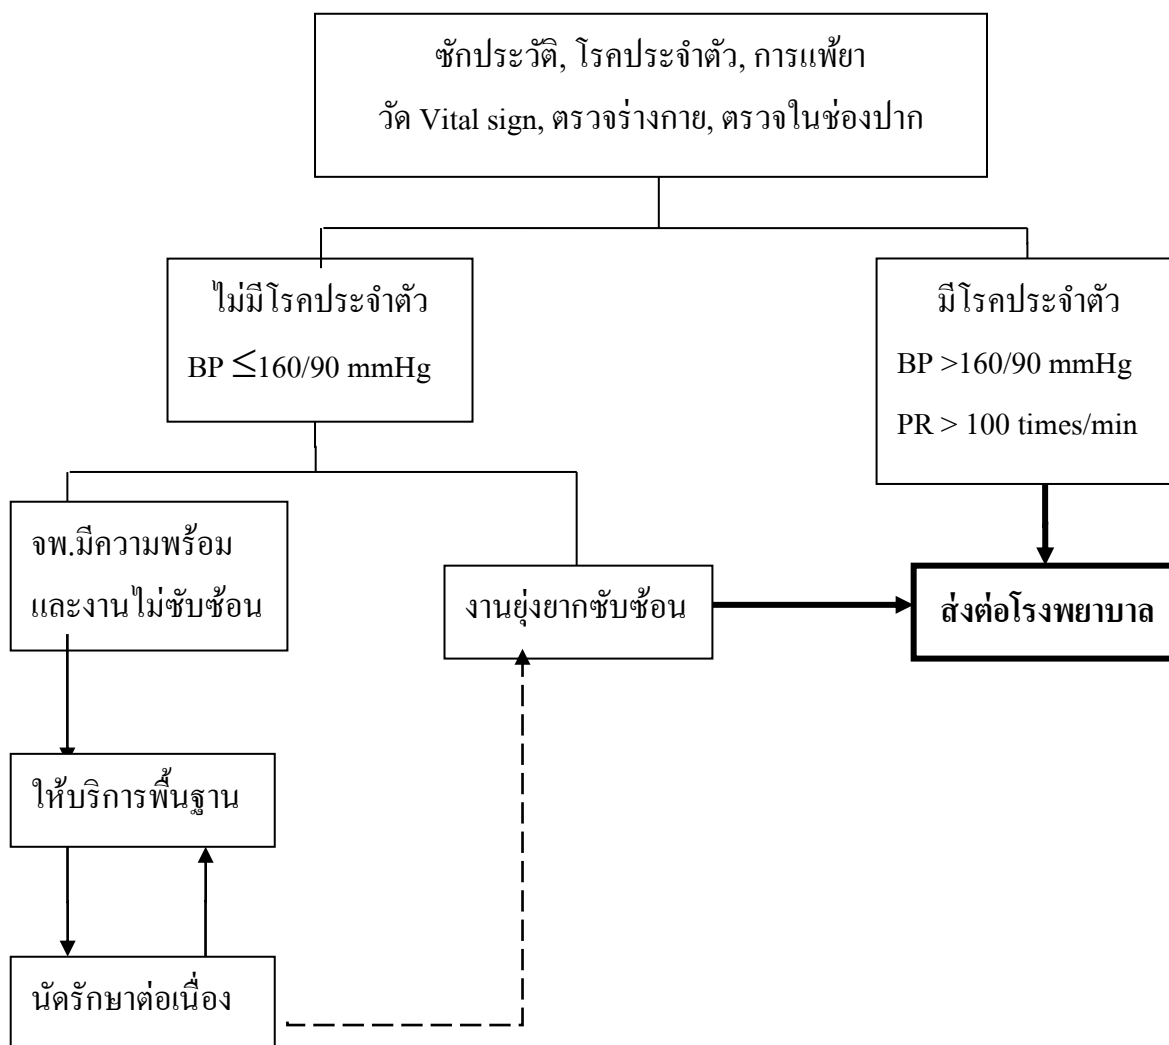 ซักประวัติ, โรคประจำตัว, การแพ้ยา
วัด Vital sign, ตรวจร่างกาย, ตรวจในช่องปาก
ไม่มีโรคประจำตัว
BP ≤160/90 mmHg
มีโรคประจำตัว
BP >160/90 mmHg
PR > 100 times/min
จพ.มีความพร้อม
และงานไม่ซับซ้อน
งานยุ่งยากซับซ้อน
ส่งต่อโรงพยาบาล
ให้บริการพื้นฐาน
นัดรักษาต่อเนื่อง